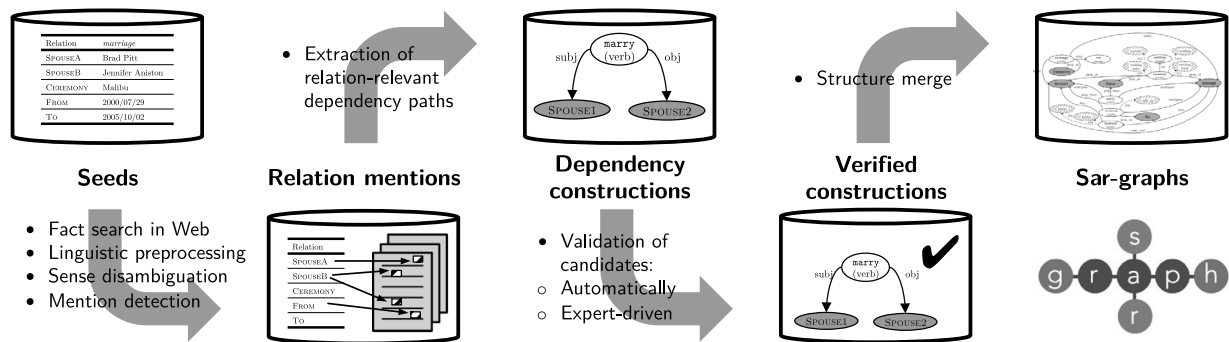 Relation marriage
SPOUSEA Brad Pitt
SPOUSEB Jennifer Aniston
CEREMONY Malibu
FROM 2000/07/29
TO 2005/10/02
Seeds
• Fact search in Web
• Linguistic preprocessing
• Sense disambiguation
• Mention detection
• Extraction of
relation-relevant
dependency paths
Relation mentions
Relation
SPOUSEA
SPOUSEB
CEREMONY
FROM
TO
marry
(verb)
subj obj
SPOUSE1 SPOUSE2
Dependency
constructions
• Validation of
candidates:
○ Automatically
○ Expert-driven
• Structure merge
Verified
constructions
marry
(verb)
subj obj
SPOUSE1 SPOUSE2
Sar-graphs
s
graph
r